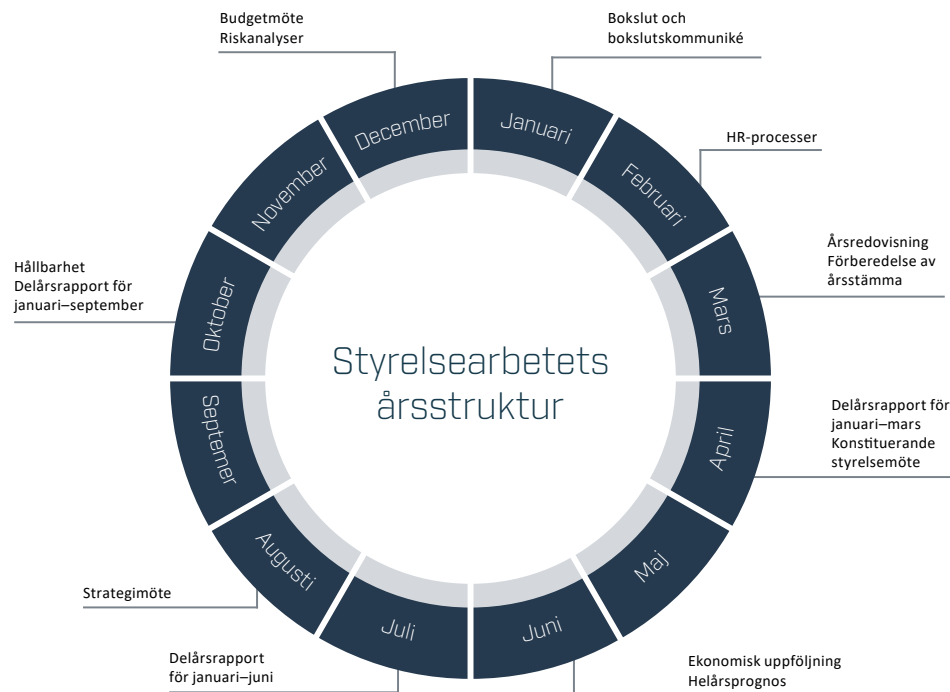 Budgetmöte
Riskanalyser
Bokslut och
bokslutskommuniké
HR-processer
Årsredovisning
Förberedelse av
årsstämma
Delårsrapport för
januari–mars
Konstituerande
styrelsemöte
Ekonomisk uppföljning
Helårsprognos
Delårsrapport
för januari–juni
Strategimöte
Hållbarhet
Delårsrapport för
januari–september
Januari
Februari
Mars
April
Maj
Juni
Juli
Augusti
Septemer
Oktober
November
December
Styrelsearbetets
årsstruktur